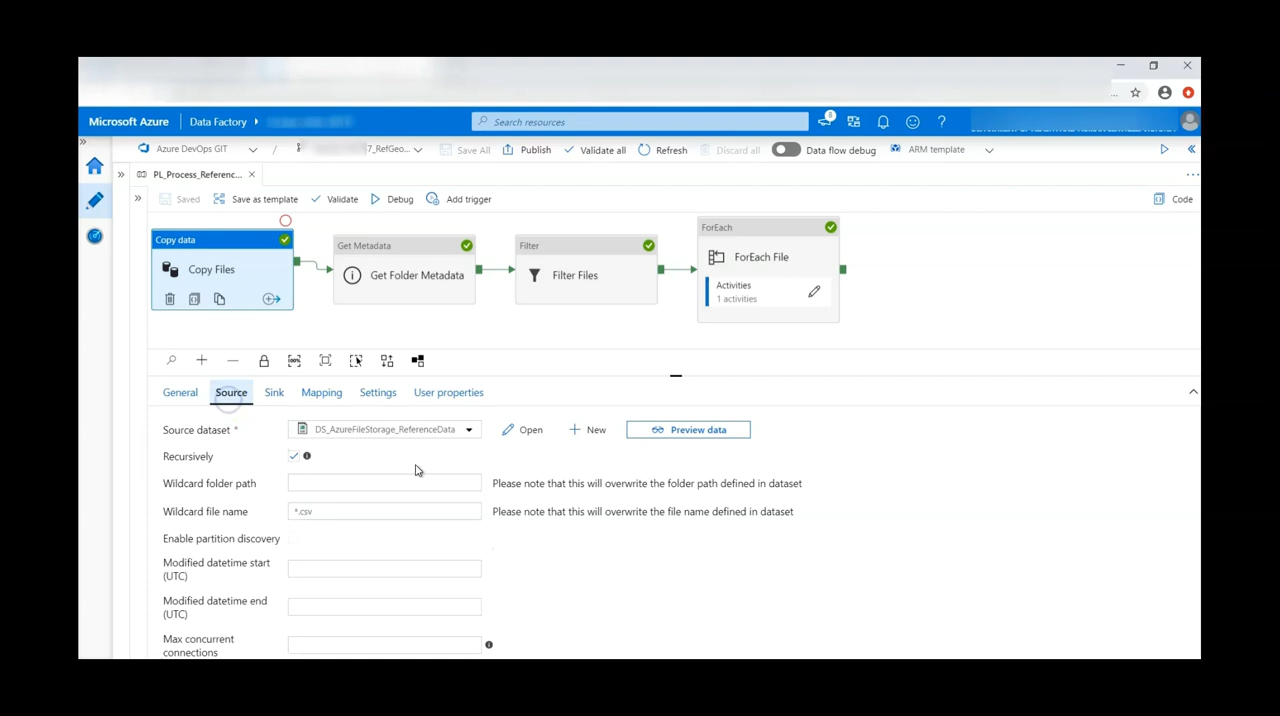 Microsoft Azure Data Factory Search resources 8
Azure DevOps GIT / 7_RefGeo... Save All Publish Validate all Refresh Discard all Data flow debug ARM template
PL_Process_Referenc...
Saved Save as template Validate Debug Add trigger Code
Copy data
Copy Files
Get Metadata
Get Folder Metadata
Filter
Filter Files
ForEach
ForEach File
Activities
1 activities
100%
General Source Sink Mapping Settings User properties
Source dataset * DS_AzureFileStorage_ReferenceData Open New Preview data
Recursively
Wildcard folder path Please note that this will overwrite the folder path defined in dataset
Wildcard file name *.csv Please note that this will overwrite the file name defined in dataset
Enable partition discovery
Modified datetime start
(UTC)
Modified datetime end
(UTC)
Max concurrent
connections